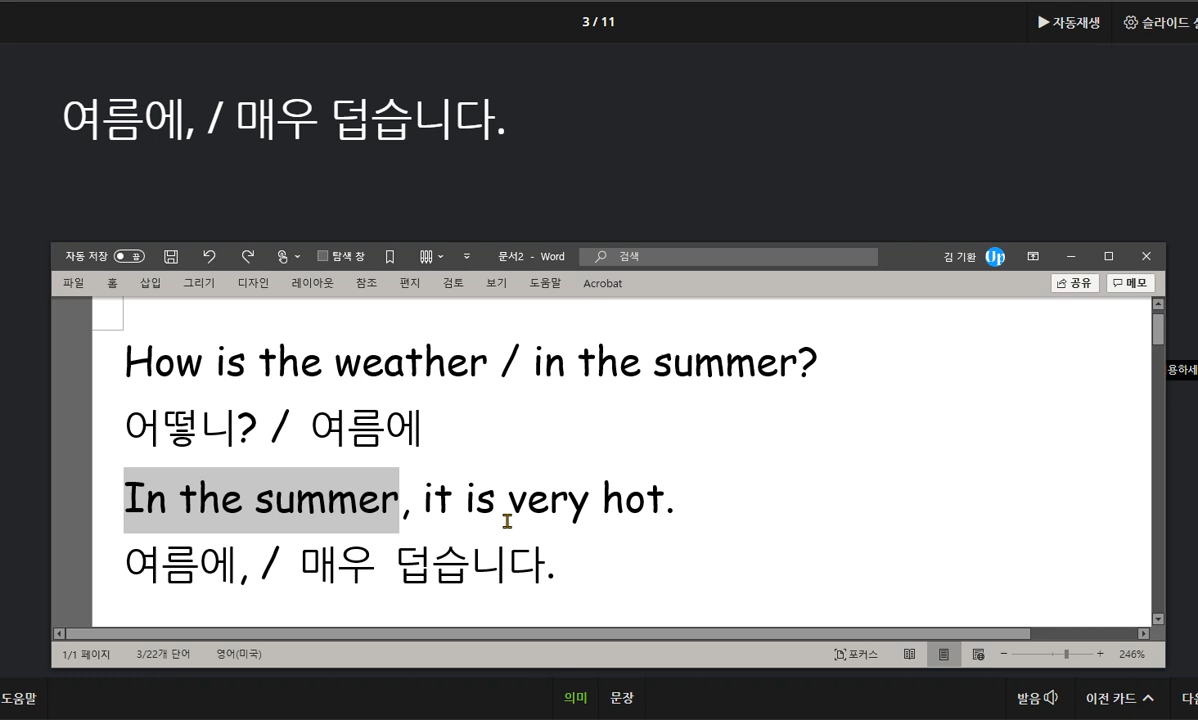 3 / 11
▶ 자동재생
슬라이드
여름에, / 매우 덥습니다.
자동 저장
탐색 창
문서2 - Word
검색
김 기환
Up
파일 홈 삽입 그리기 디자인 레이아웃 참조 편지 검토 보기 도움말 Acrobat
공유
메모
How is the weather / in the summer?
용하세
어떻니? / 여름에
In the summer, it is very hot.
여름에, / 매우 덥습니다.
1/1 페이지
3/22개 단어
영어(미국)
포커스
246%
도움말
의미
문장
발음
이전 카드